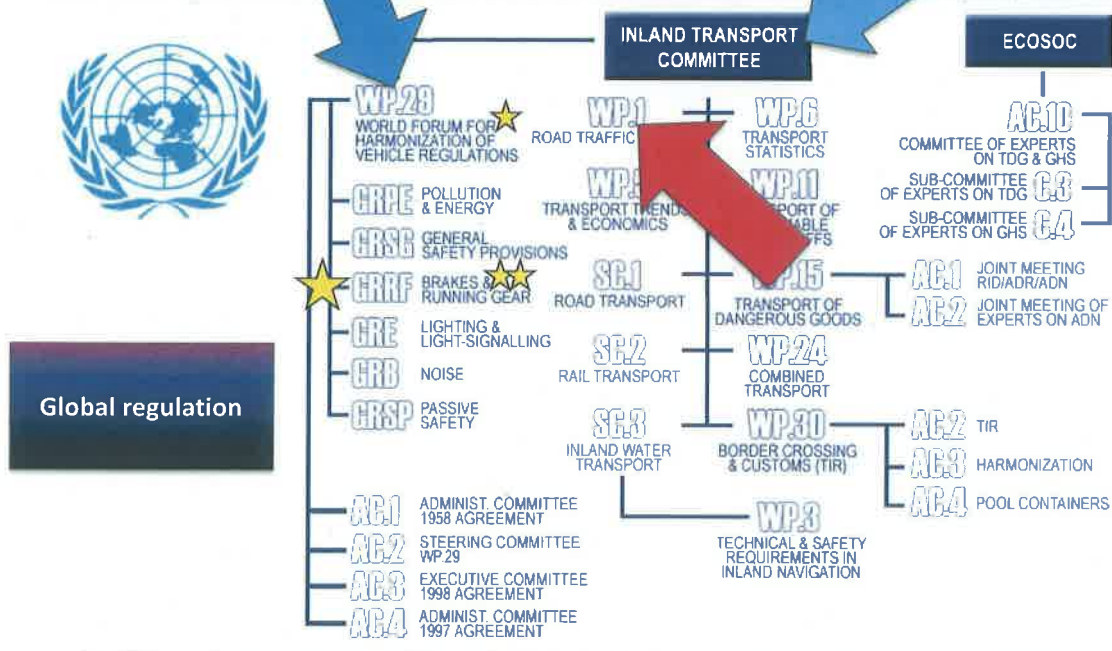 INLAND TRANSPORT
COMMITTEE
ECOSOC
WP.29
WORLD FORUM FOR
HARMONIZATION OF
VEHICLE REGULATIONS
GRPE POLLUTION
& ENERGY
GRSG GENERAL
SAFETY PROVISIONS
GRRF BRAKES &
RUNNING GEAR
GRE LIGHTING &
LIGHT-SIGNALLING
GRB NOISE
GRSP PASSIVE
SAFETY
AC.1 ADMINIST. COMMITTEE
1958 AGREEMENT
AC.2 STEERING COMMITTEE
WP.29
AC.3 EXECUTIVE COMMITTEE
1998 AGREEMENT
AC.4 ADMINIST. COMMITTEE
1997 AGREEMENT
Global regulation
WP.1
ROAD TRAFFIC
WP.
TRANSPORT TRENDS
& ECONOMICS
SC.1
ROAD TRANSPORT
SC.2
RAIL TRANSPORT
SC.3
INLAND WATER
TRANSPORT
WP.6
TRANSPORT
STATISTICS
WP.11
OF
WP.15
TRANSPORT OF
DANGEROUS GOODS
WP.24
COMBINED
TRANSPORT
WP.30
BORDER CROSSING
& CUSTOMS (TIR)
WP.3
TECHNICAL & SAFETY
REQUIREMENTS IN
INLAND NAVIGATION
AC.10
COMMITTEE OF EXPERTS
ON TDG & GHS
SUB-COMMITTEE
OF EXPERTS ON TDG C.3
SUB-COMMITTEE
OF EXPERTS ON GHS C.4
AC.1 JOINT MEETING
RID/ADR/ADN
AC.2 JOINT MEETING OF
EXPERTS ON ADN
AC.2 TIR
AC.3 HARMONIZATION
AC.4 POOL CONTAINERS